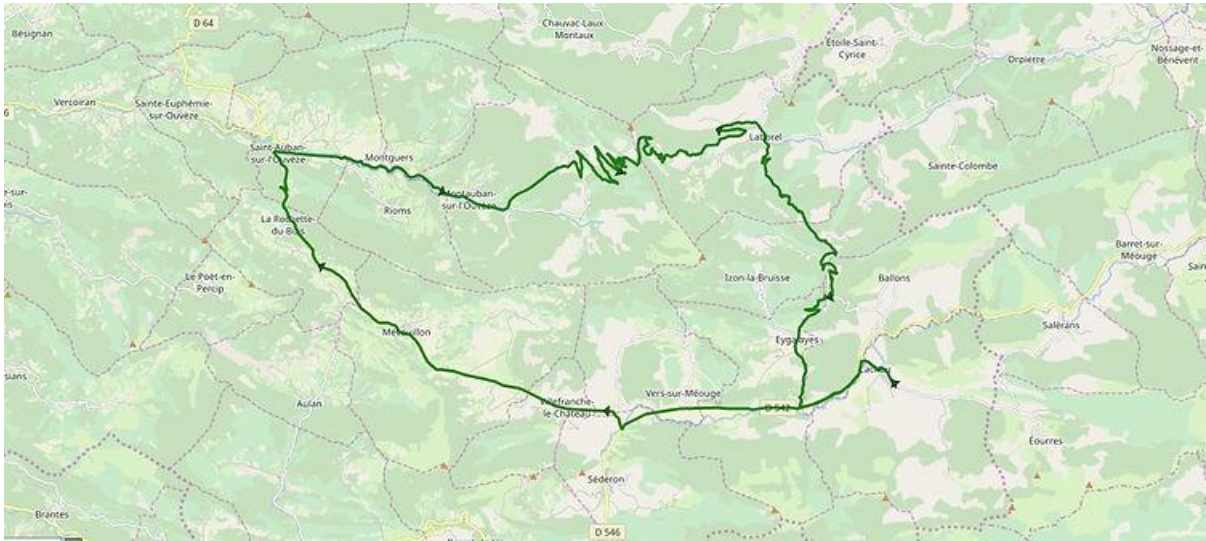 D 64
Chauvac-Laux
Montaux
Bésignan
Étoile-Saint-
Cyrice
Nossage-et-
Bénévent
Orpierre
Vercoiran
Sainte-Euphémie-
sur-Ouvèze
6
Laborel
Saint-Auban-
sur-l'Ouvèze
Montguers
Sainte-Colombe
Montauban-
sur-l'Ouvèze
Rioms
La Rochette-
du-Buis
Barret-sur-
Méouge
Le Poët-en-
Percip
Izon-la-Bruisse
Ballons
Salérans
Mévouillon
Eygalayes
Lachau
Vers-sur-Méouge
Villefranche-
le-Château
D 542
Aulan
Éourres
Séderon
Brantes
D 546